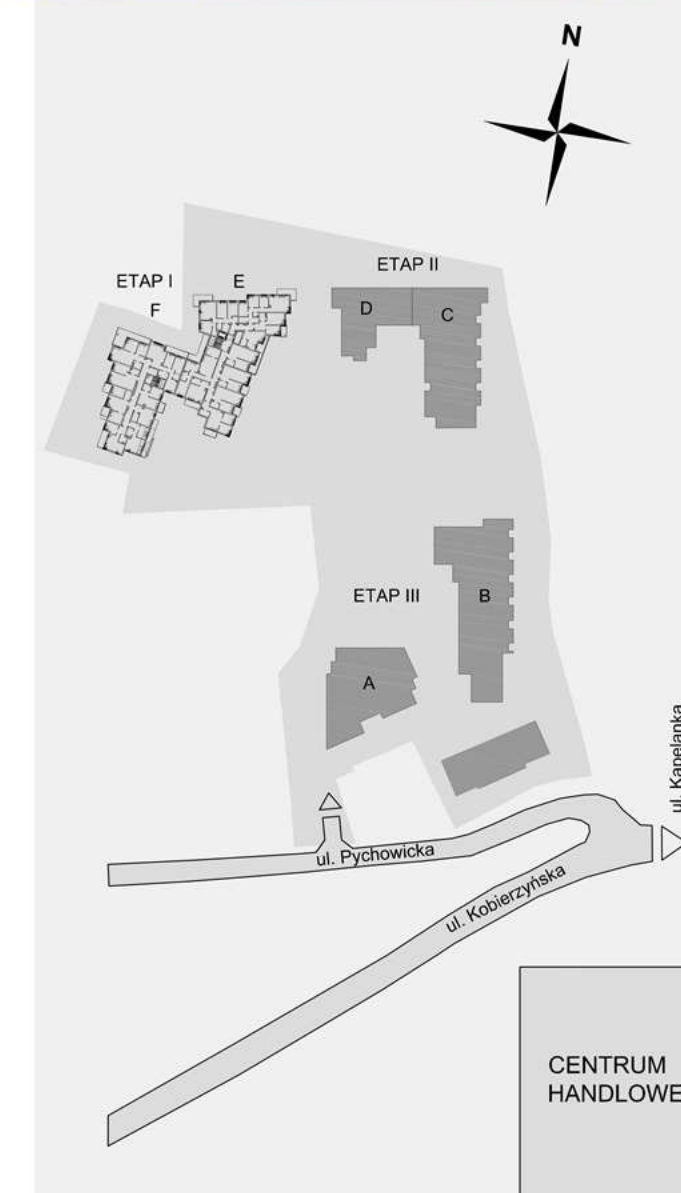 N
ETAP II
ETAP I
E
F
D
C
ETAP III
B
A
ul. Kapelanka
ul. Pychowicka
ul. Kobierzyńska
CENTRUM
HANDLOWE